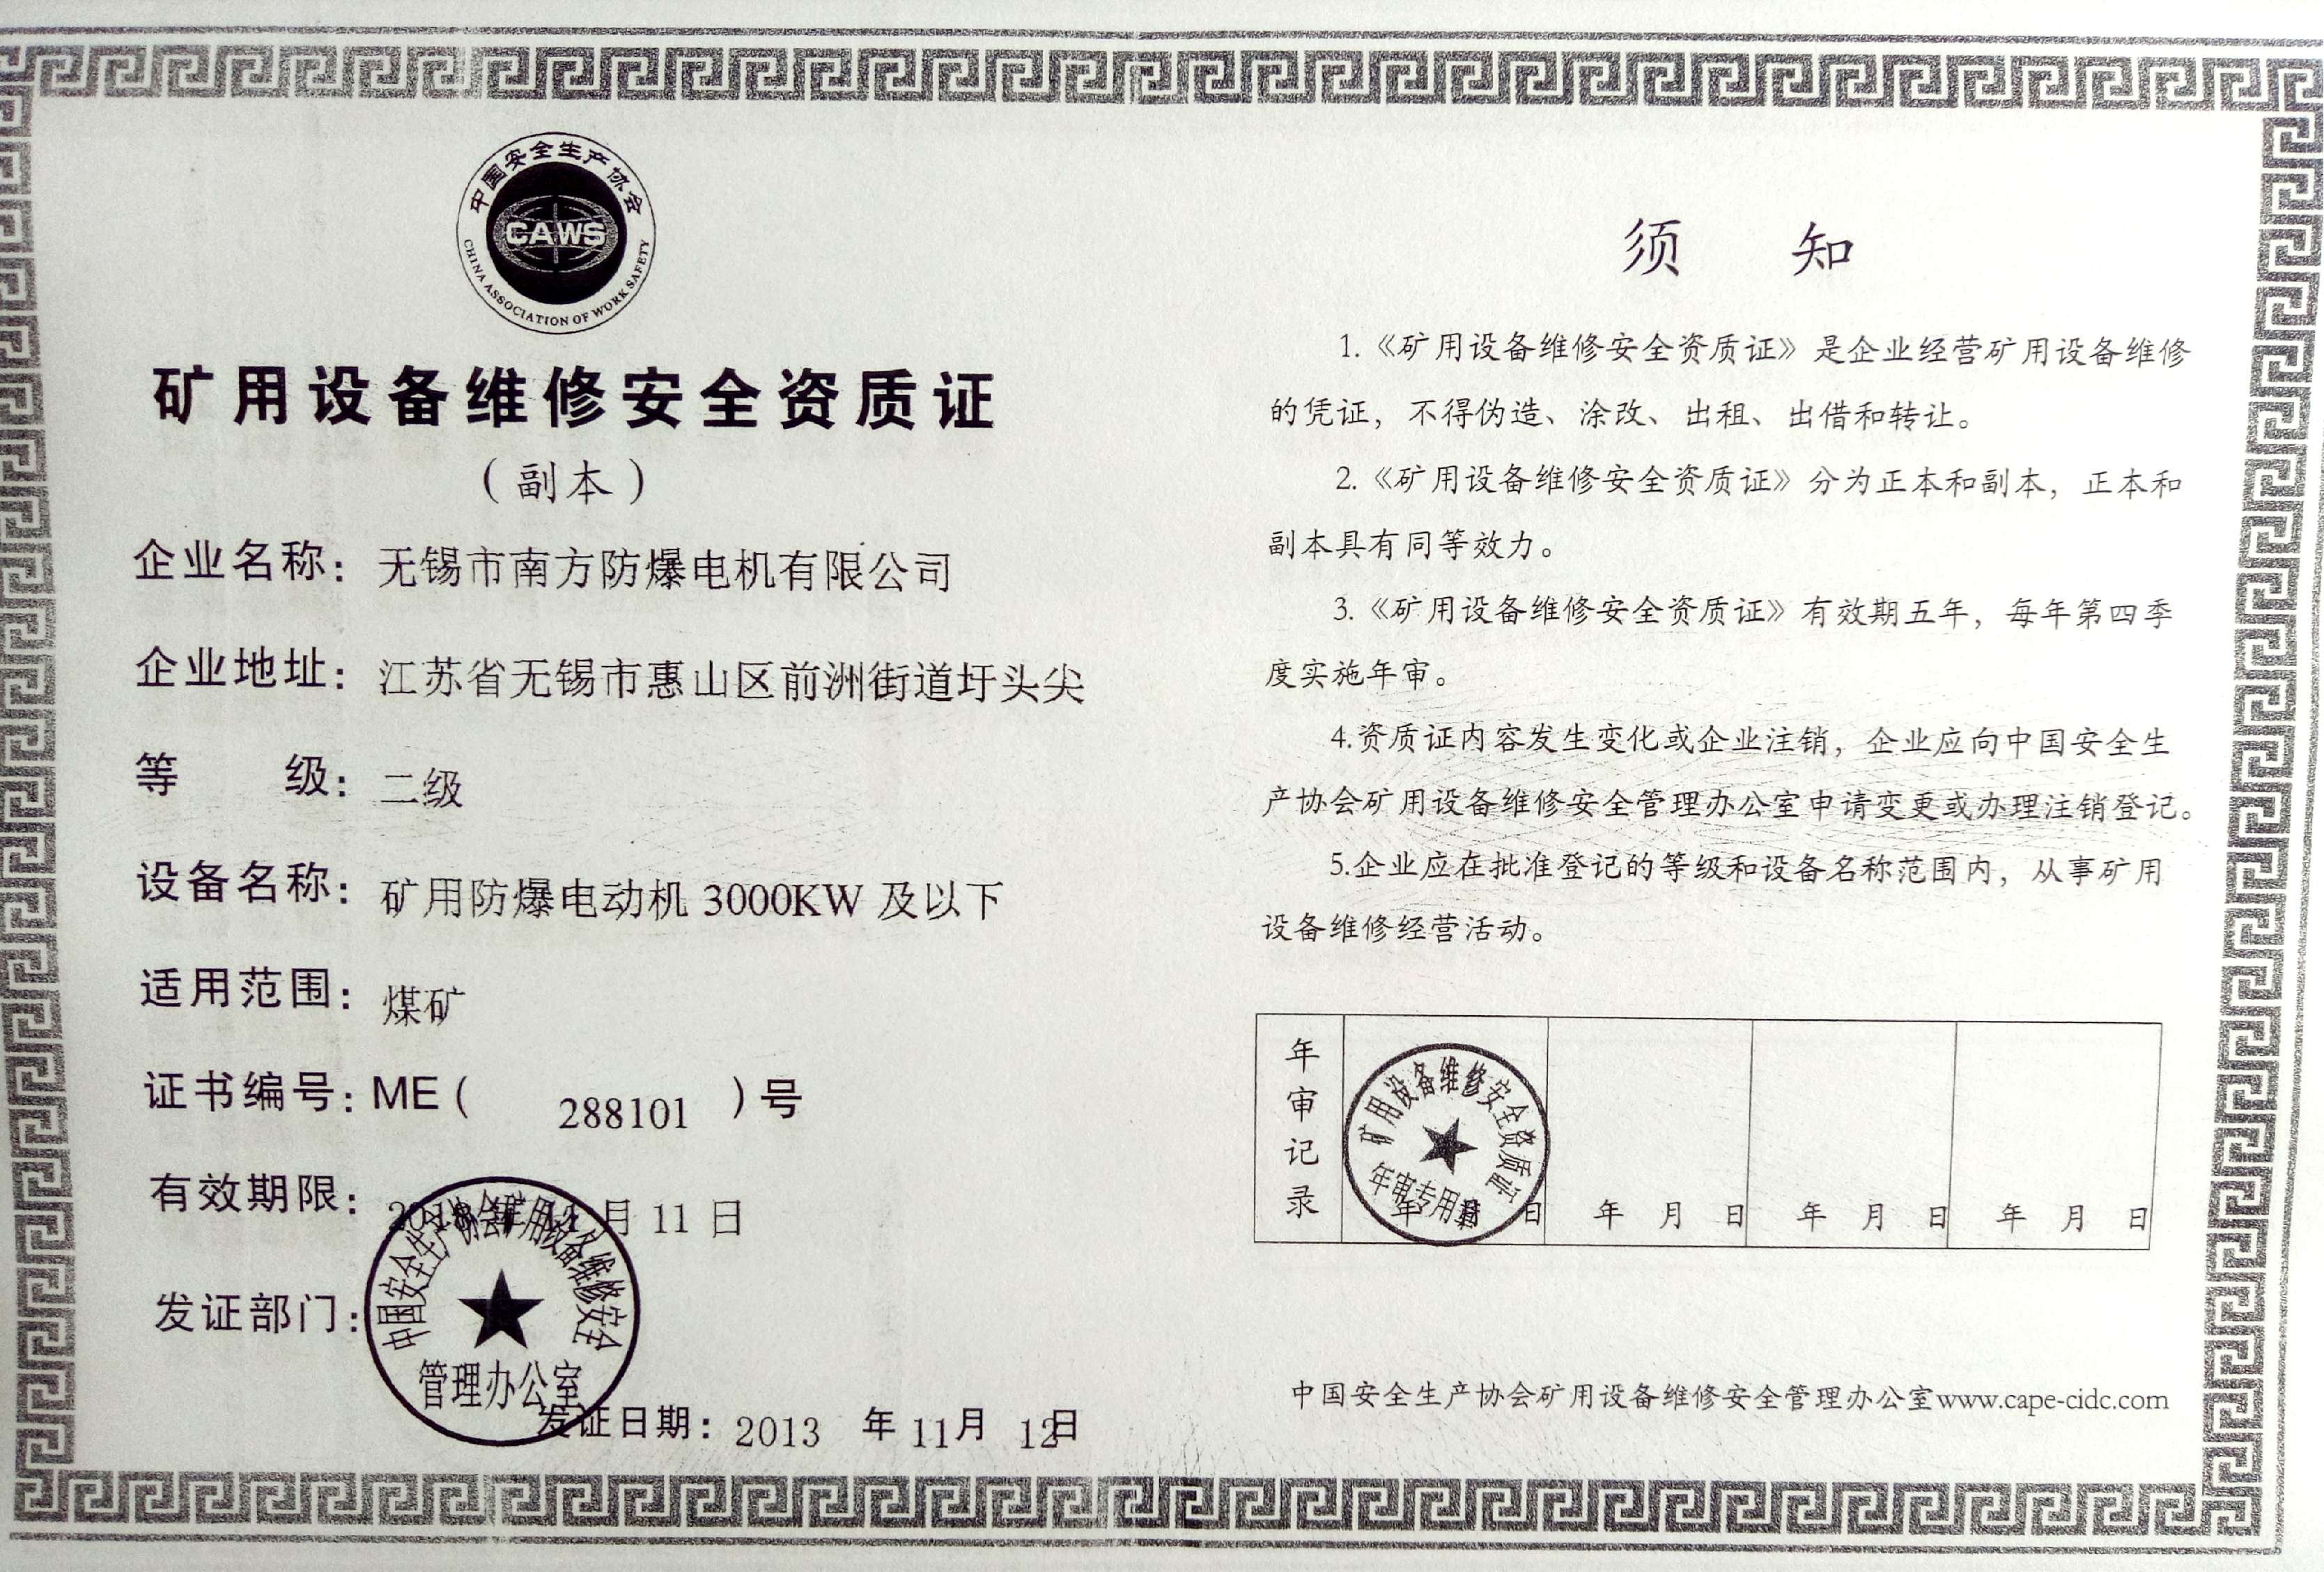 中国安全生产协会
CAWS
CHINA ASSOCIATION OF WORK SAFETY
矿用设备维修安全资质证
（副本）
企业名称：无锡市南方防爆电机有限公司
企业地址：江苏省无锡市惠山区前洲街道圩头尖
等 级：二级
设备名称：矿用防爆电动机 3000KW 及以下
适用范围：煤矿
证书编号：ME（ 288101 ）号
有效期限：2018 年 11 月 11 日
发证部门：
中国安全生产协会矿用设备维修安全
管理办公室
发证日期：2013 年 11月 12日
须 知
1.《矿用设备维修安全资质证》是企业经营矿用设备维修
的凭证，不得伪造、涂改、出租、出借和转让。
2.《矿用设备维修安全资质证》分为正本和副本，正本和
副本具有同等效力。
3.《矿用设备维修安全资质证》有效期五年，每年第四季
度实施年审。
4.资质证内容发生变化或企业注销，企业应向中国安全生
产协会矿用设备维修安全管理办公室申请变更或办理注销登记。
5.企业应在批准登记的等级和设备名称范围内，从事矿用
设备维修经营活动。
年审记录
矿用设备维修安全资质证
年审专用章
年 月 日 年 月 日 年 月 日 年 月 日
中国安全生产协会矿用设备维修安全管理办公室www.cape-cidc.com